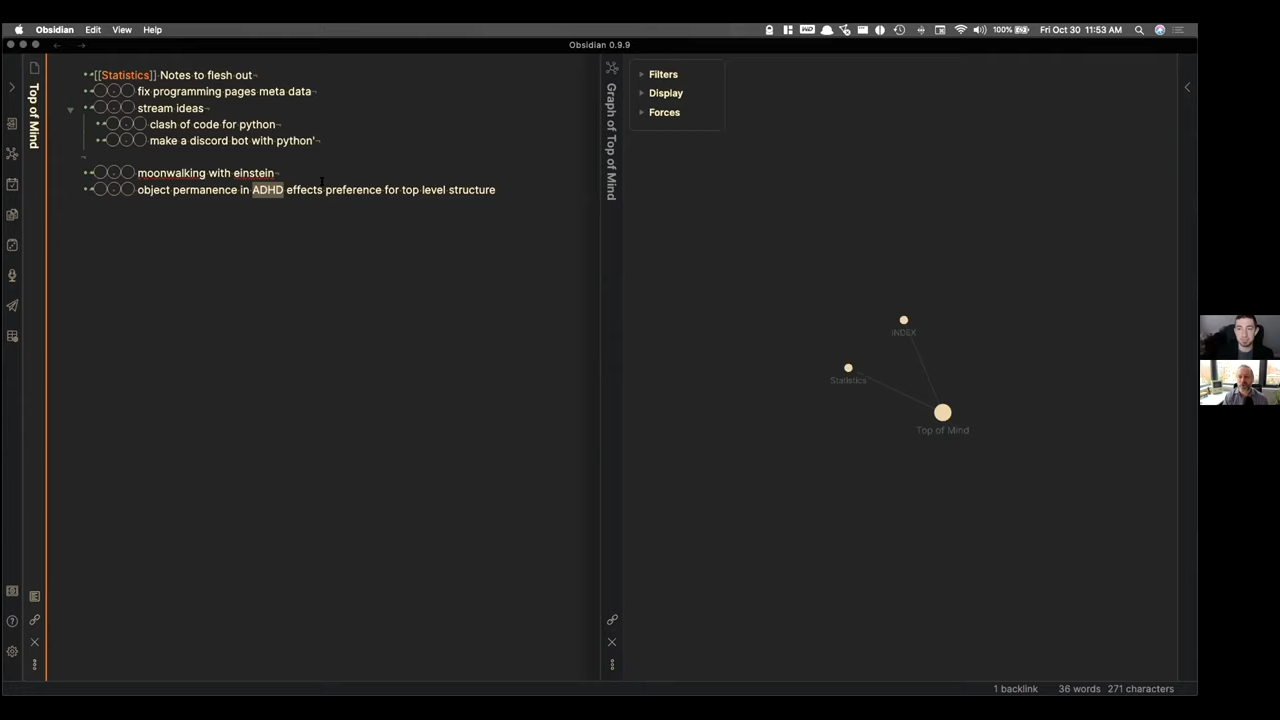 Obsidian Edit View Help
100% Fri Oct 30 11:53 AM
Obsidian 0.9.9
Top of Mind
[[Statistics]] Notes to flesh out
fix programming pages meta data
stream ideas
clash of code for python
make a discord bot with python'
moonwalking with einstein
object permanence in ADHD effects preference for top level structure
Graph of Top of Mind
Filters
Display
Forces
INDEX
Statistics
Top of Mind
1 backlink 36 words 271 characters